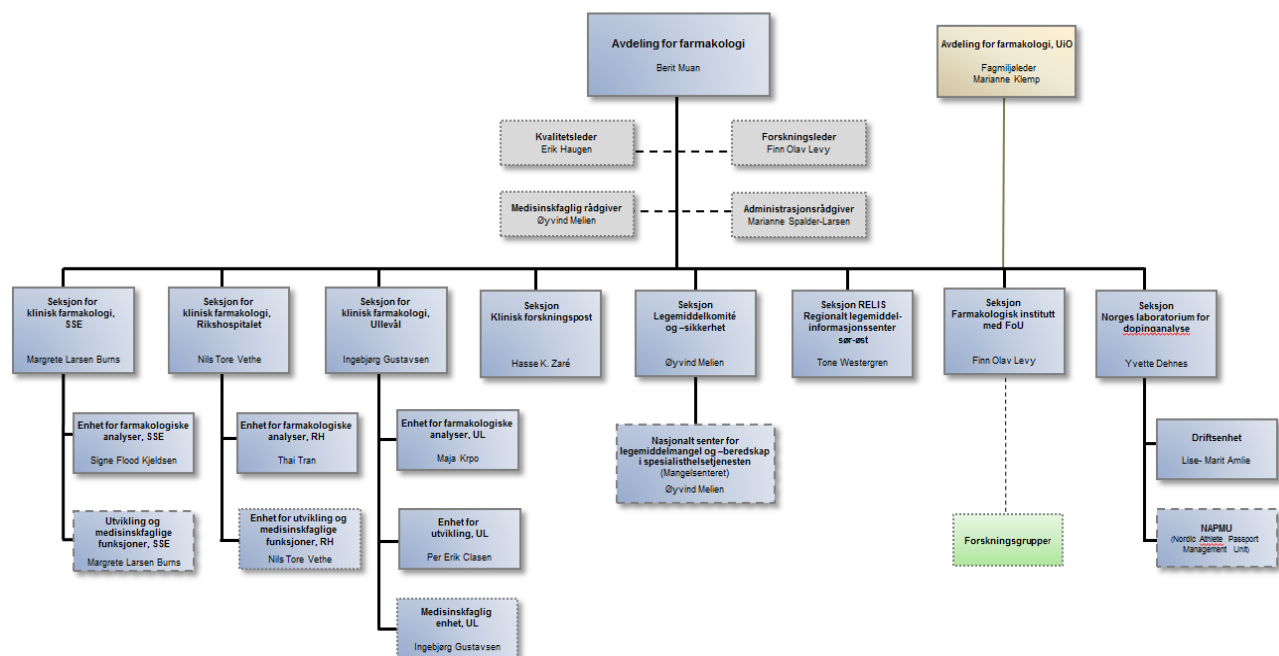 Avdeling for farmakologi
Berit Muan
Avdeling for farmakologi, UiO
Fagmiljøleder
Marianne Klemp
Kvalitetsleder
Erik Haugen
Forskningsleder
Finn Olav Levy
Medisinskfaglig rådgiver
Øyvind Melien
Administrasjonsrådgiver
Marianne Spalder-Larsen
Seksjon for
klinisk farmakologi,
SSE
Margrete Larsen Burns
Seksjon for
klinisk farmakologi,
Rikshospitalet
Nils Tore Vethe
Seksjon for
klinisk farmakologi,
Ullevål
Ingebjørg Gustavsen
Seksjon
Klinisk forskningspost
Hasse K. Zaré
Seksjon
Legemiddelkomité
og –sikkerhet
Øyvind Melien
Seksjon RELIS
Regionalt legemiddel-
informasjonssenter
sør-øst
Tone Westergren
Seksjon
Farmakologisk institutt
med FoU
Finn Olav Levy
Seksjon
Norges laboratorium for
dopinganalyse
Yvette Dehnes
Enhet for farmakologiske
analyser, SSE
Signe Flood Kjeldsen
Enhet for farmakologiske
analyser, RH
Thai Tran
Enhet for farmakologiske
analyser, UL
Maja Krpo
Nasjonalt senter for
legemiddelmangel og –beredskap
i spesialisthelsetjenesten
(Mangelsenteret)
Øyvind Melien
Driftsenhet
Lise- Marit Amlie
Utvikling og
medisinskfaglige
funksjoner, SSE
Margrete Larsen Burns
Enhet for utvikling og
medisinskfaglige
funksjoner, RH
Nils Tore Vethe
Enhet for
utvikling, UL
Per Erik Clasen
Forskningsgrupper
NAPMU
(Nordic Athlete Passport
Management Unit)
Medisinskfaglig
enhet, UL
Ingebjørg Gustavsen